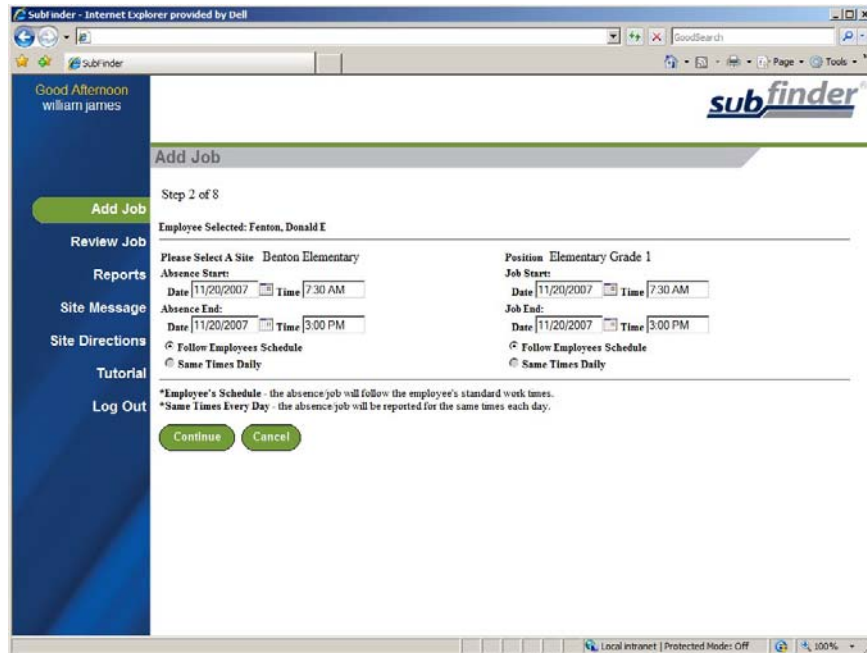 SubFinder - Internet Explorer provided by Dell
GoodSearch
SubFinder
Page
Tools
Good Afternoon
william james
subfinder®
Add Job
Step 2 of 8
Add Job
Employee Selected: Fenton, Donald E
Review Job
Please Select A Site Benton Elementary
Position Elementary Grade 1
Absence Start:
Job Start:
Reports
Date 11/20/2007 Time 7:30 AM
Date 11/20/2007 Time 7:30 AM
Site Message
Absence End:
Job End:
Date 11/20/2007 Time 3:00 PM
Date 11/20/2007 Time 3:00 PM
Site Directions
Follow Employees Schedule
Follow Employees Schedule
Same Times Daily
Same Times Daily
Tutorial
*Employee's Schedule - the absence/job will follow the employee's standard work times.
*Same Times Every Day - the absence/job will be reported for the same times each day.
Log Out
Continue
Cancel
Local intranet | Protected Mode: Off
100%